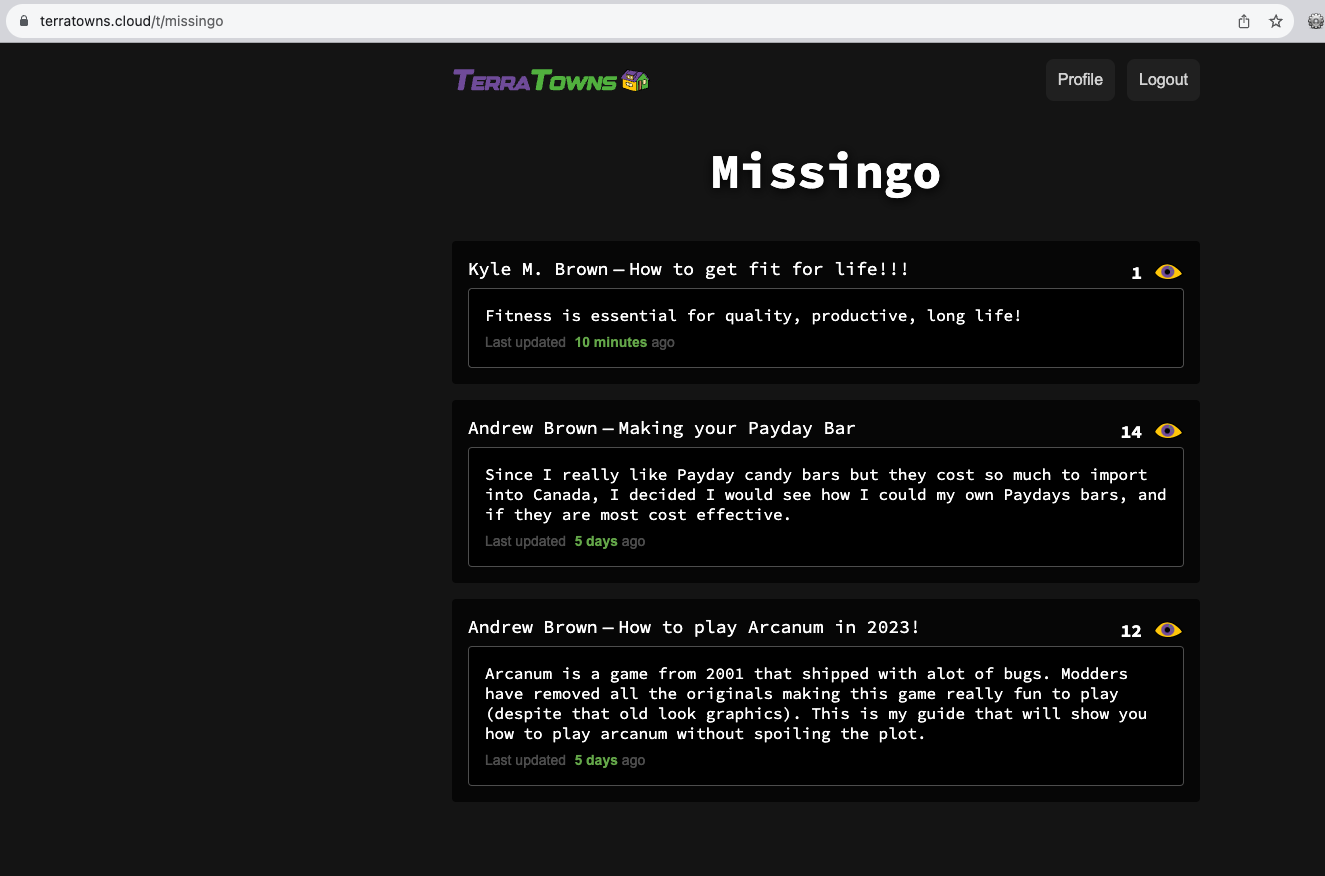 terratowns.cloud/t/missingo
TERRATOWNS
Profile
Logout
Missingo
Kyle M. Brown — How to get fit for life!!!
1
Fitness is essential for quality, productive, long life!
Last updated 10 minutes ago
Andrew Brown — Making your Payday Bar
14
Since I really like Payday candy bars but they cost so much to import
into Canada, I decided I would see how I could my own Paydays bars, and
if they are most cost effective.
Last updated 5 days ago
Andrew Brown — How to play Arcanum in 2023!
12
Arcanum is a game from 2001 that shipped with alot of bugs. Modders
have removed all the originals making this game really fun to play
(despite that old look graphics). This is my guide that will show you
how to play arcanum without spoiling the plot.
Last updated 5 days ago